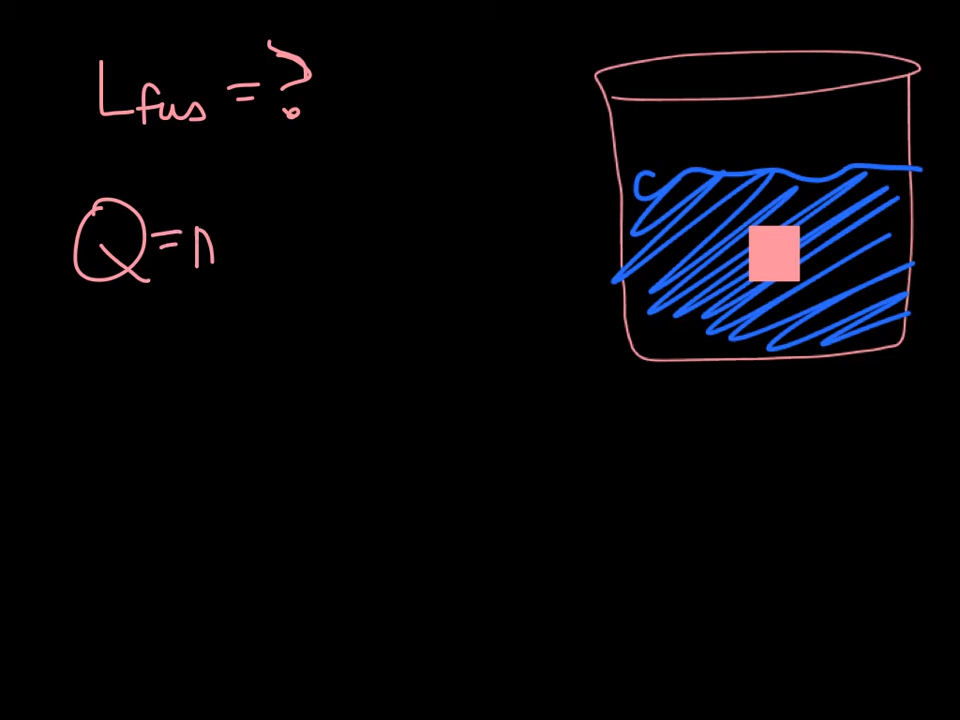 Lfus = ?
Q = n